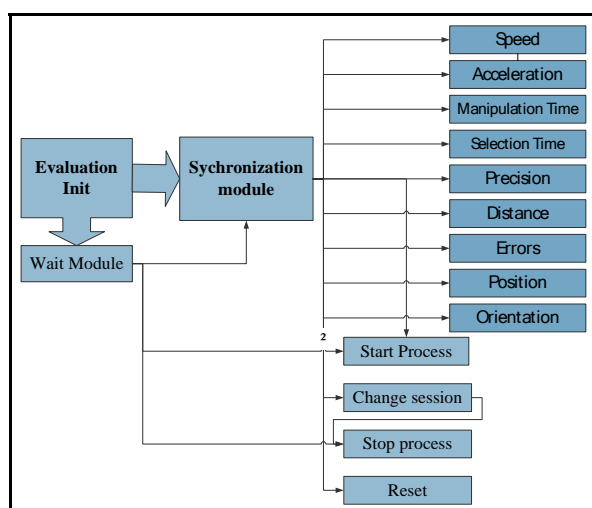 Speed
Acceleration
Manipulation Time
Selection Time
Evaluation
Init
Sychronization
module
Precision
Distance
Wait Module
Errors
Position
Orientation
2
Start Process
Change session
Stop process
Reset